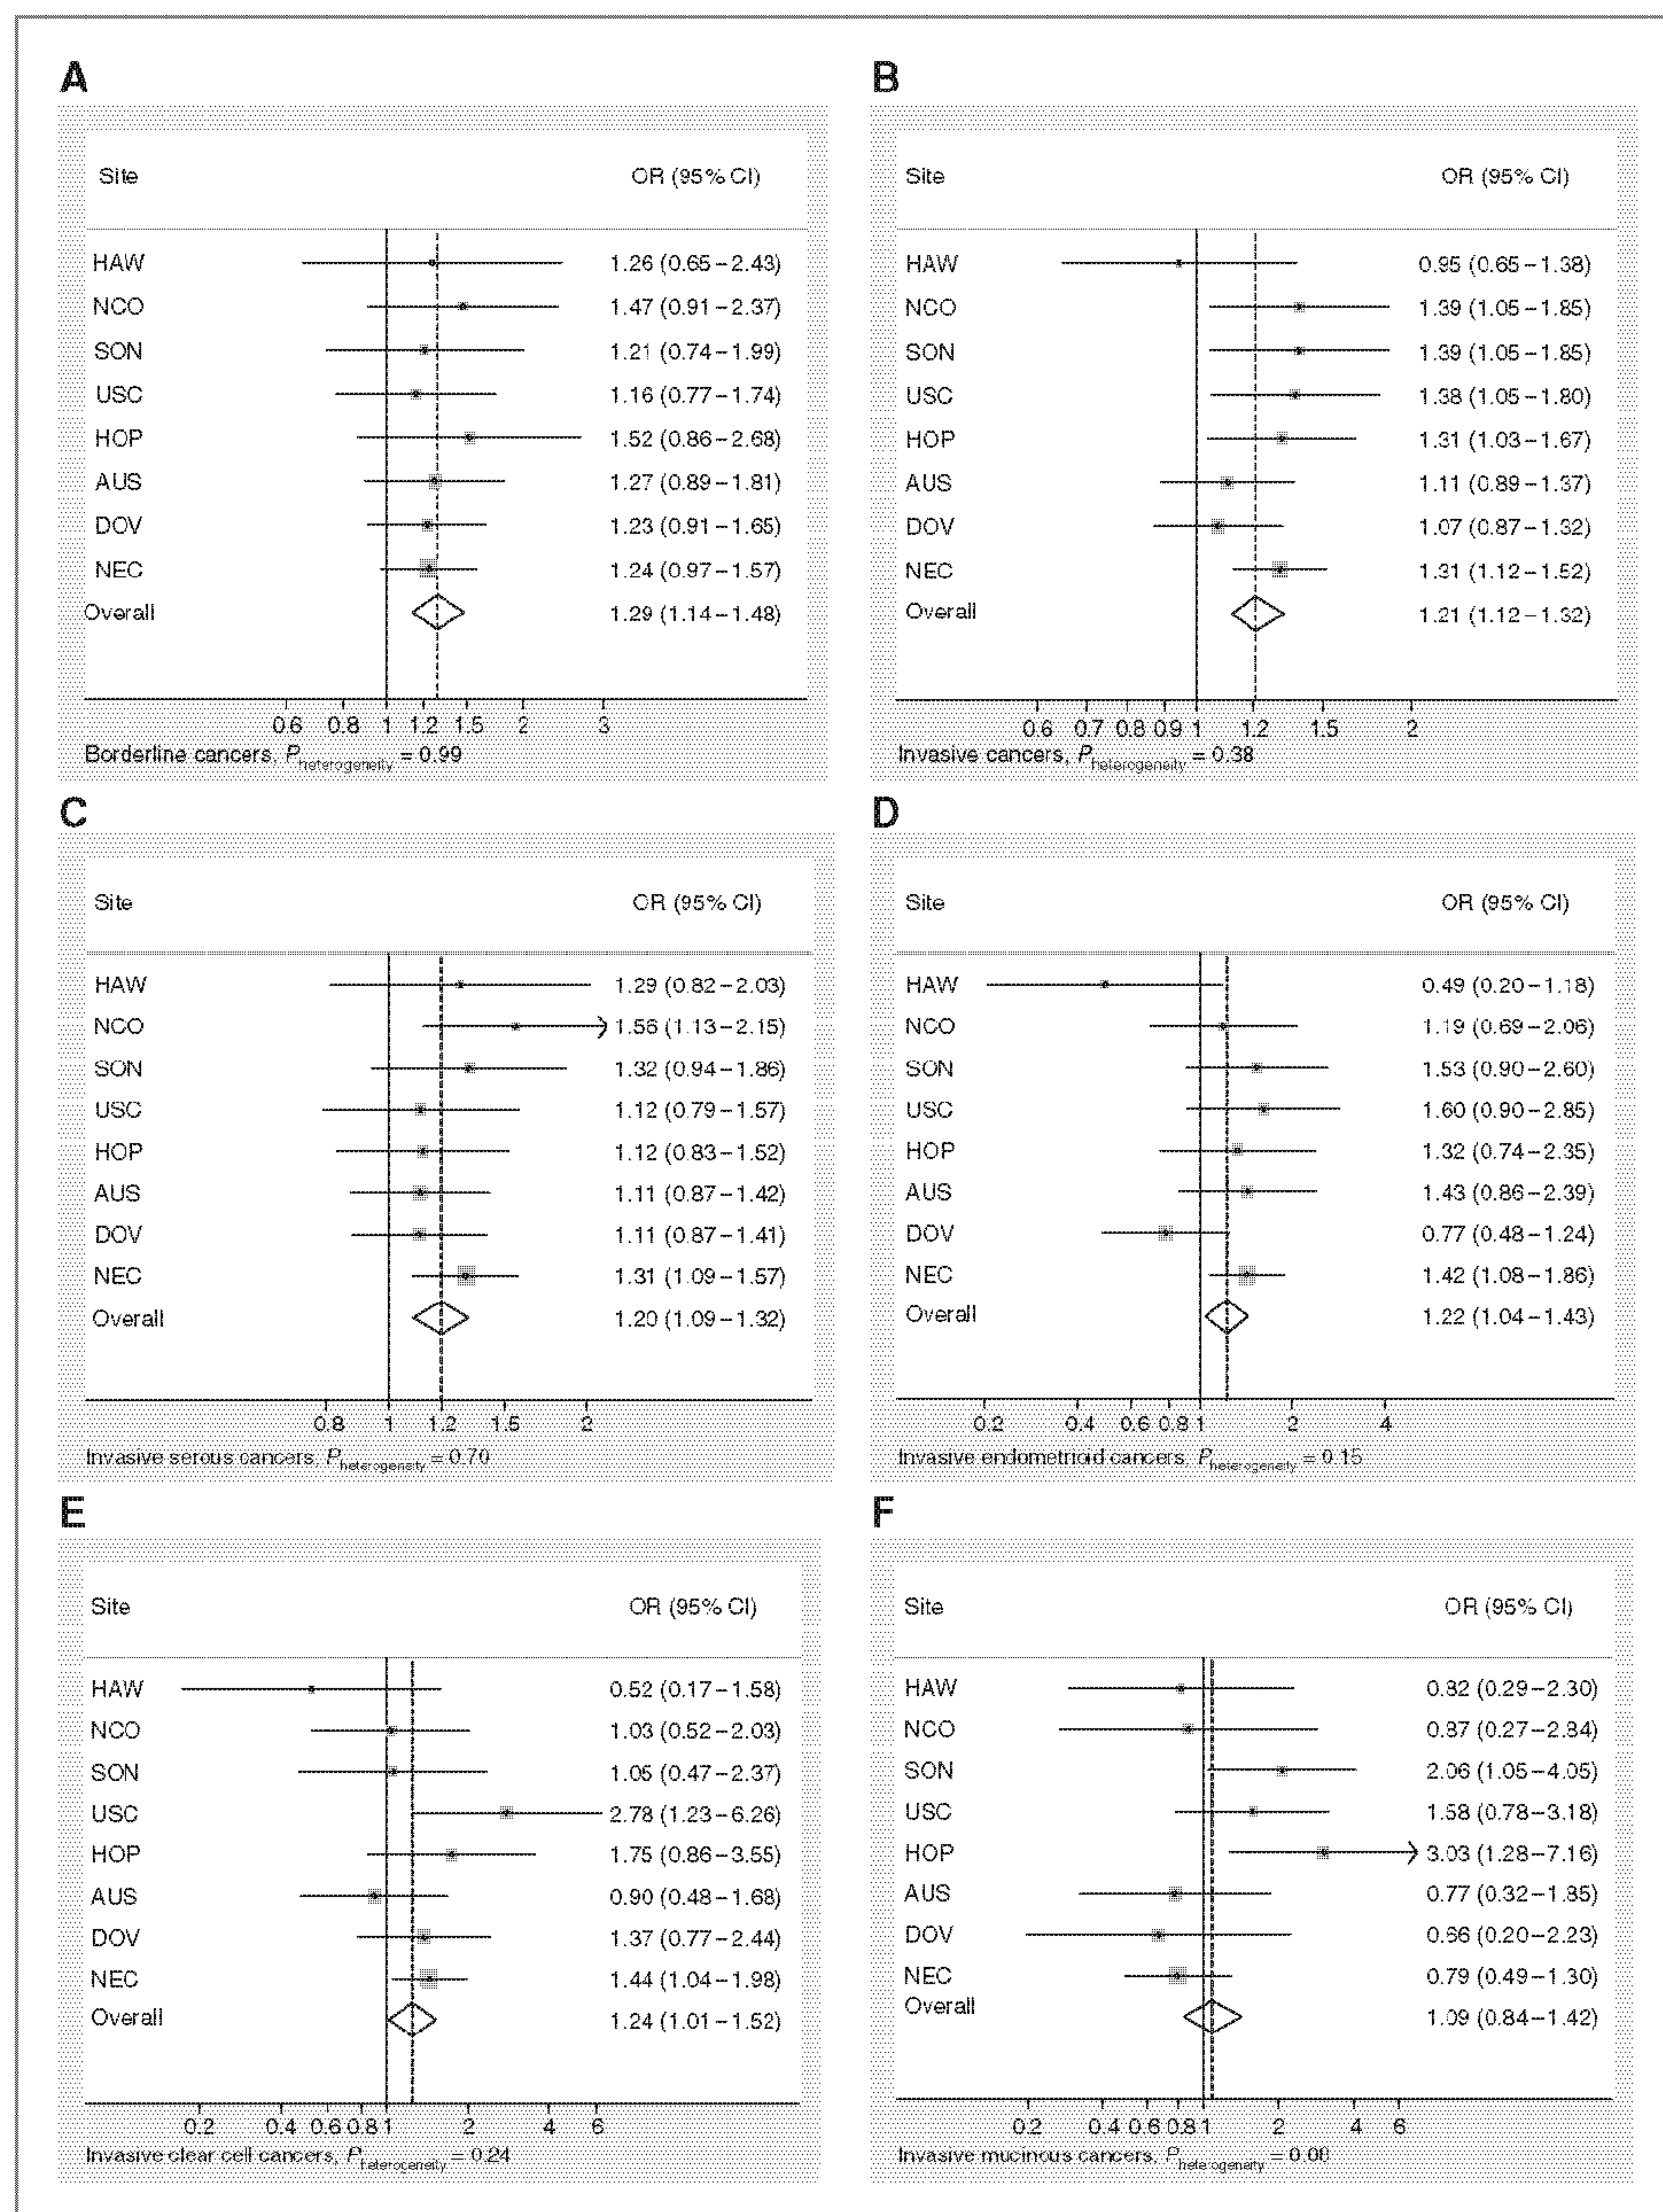 A
Site OR (95% CI)
HAW 1.26 (0.65–2.43)
NCO 1.47 (0.91–2.37)
SON 1.21 (0.74–1.99)
USC 1.16 (0.77–1.74)
HOP 1.52 (0.86–2.68)
AUS 1.27 (0.89–1.81)
DOV 1.23 (0.91–1.65)
NEC 1.24 (0.97–1.57)
Overall 1.29 (1.14–1.48)
0.6 0.8 1 1.2 1.5 2 3
Borderline cancers, Pheterogeneity = 0.99
B
Site OR (95% CI)
HAW 0.95 (0.65–1.38)
NCO 1.39 (1.05–1.85)
SON 1.39 (1.05–1.85)
USC 1.38 (1.05–1.80)
HOP 1.31 (1.03–1.67)
AUS 1.11 (0.89–1.37)
DOV 1.07 (0.87–1.32)
NEC 1.31 (1.12–1.52)
Overall 1.21 (1.12–1.32)
0.6 0.7 0.8 0.9 1 1.2 1.5 2
Invasive cancers, Pheterogeneity = 0.38
C
Site OR (95% CI)
HAW 1.29 (0.82–2.03)
NCO 1.56 (1.13–2.15)
SON 1.32 (0.94–1.86)
USC 1.12 (0.79–1.57)
HOP 1.12 (0.83–1.52)
AUS 1.11 (0.87–1.42)
DOV 1.11 (0.87–1.41)
NEC 1.31 (1.09–1.57)
Overall 1.20 (1.09–1.32)
0.8 1 1.2 1.5 2
Invasive serous cancers, Pheterogeneity = 0.70
D
Site OR (95% CI)
HAW 0.49 (0.20–1.18)
NCO 1.19 (0.69–2.06)
SON 1.53 (0.90–2.60)
USC 1.60 (0.90–2.85)
HOP 1.32 (0.74–2.35)
AUS 1.43 (0.86–2.39)
DOV 0.77 (0.48–1.24)
NEC 1.42 (1.08–1.86)
Overall 1.22 (1.04–1.43)
0.2 0.4 0.6 0.8 1 2 4
Invasive endometrioid cancers, Pheterogeneity = 0.15
E
Site OR (95% CI)
HAW 0.52 (0.17–1.58)
NCO 1.03 (0.52–2.03)
SON 1.05 (0.47–2.37)
USC 2.78 (1.23–6.26)
HOP 1.75 (0.86–3.55)
AUS 0.90 (0.48–1.68)
DOV 1.37 (0.77–2.44)
NEC 1.44 (1.04–1.98)
Overall 1.24 (1.01–1.52)
0.2 0.4 0.6 0.8 1 2 4 6
Invasive clear cell cancers, Pheterogeneity = 0.24
F
Site OR (95% CI)
HAW 0.82 (0.29–2.30)
NCO 0.87 (0.27–2.84)
SON 2.06 (1.05–4.05)
USC 1.58 (0.78–3.18)
HOP 3.03 (1.28–7.16)
AUS 0.77 (0.32–1.85)
DOV 0.66 (0.20–2.23)
NEC 0.79 (0.49–1.30)
Overall 1.09 (0.84–1.42)
0.2 0.4 0.6 0.8 1 2 4 6
Invasive mucinous cancers, Pheterogeneity = 0.08